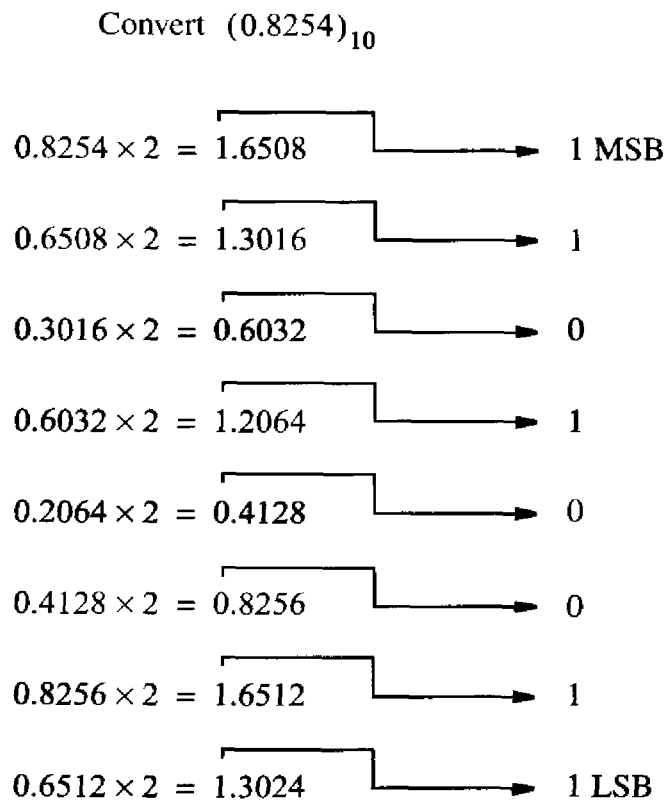 Convert (0.8254)₁₀
0.8254 × 2 = 1.6508 1 MSB
0.6508 × 2 = 1.3016 1
0.3016 × 2 = 0.6032 0
0.6032 × 2 = 1.2064 1
0.2064 × 2 = 0.4128 0
0.4128 × 2 = 0.8256 0
0.8256 × 2 = 1.6512 1
0.6512 × 2 = 1.3024 1 LSB